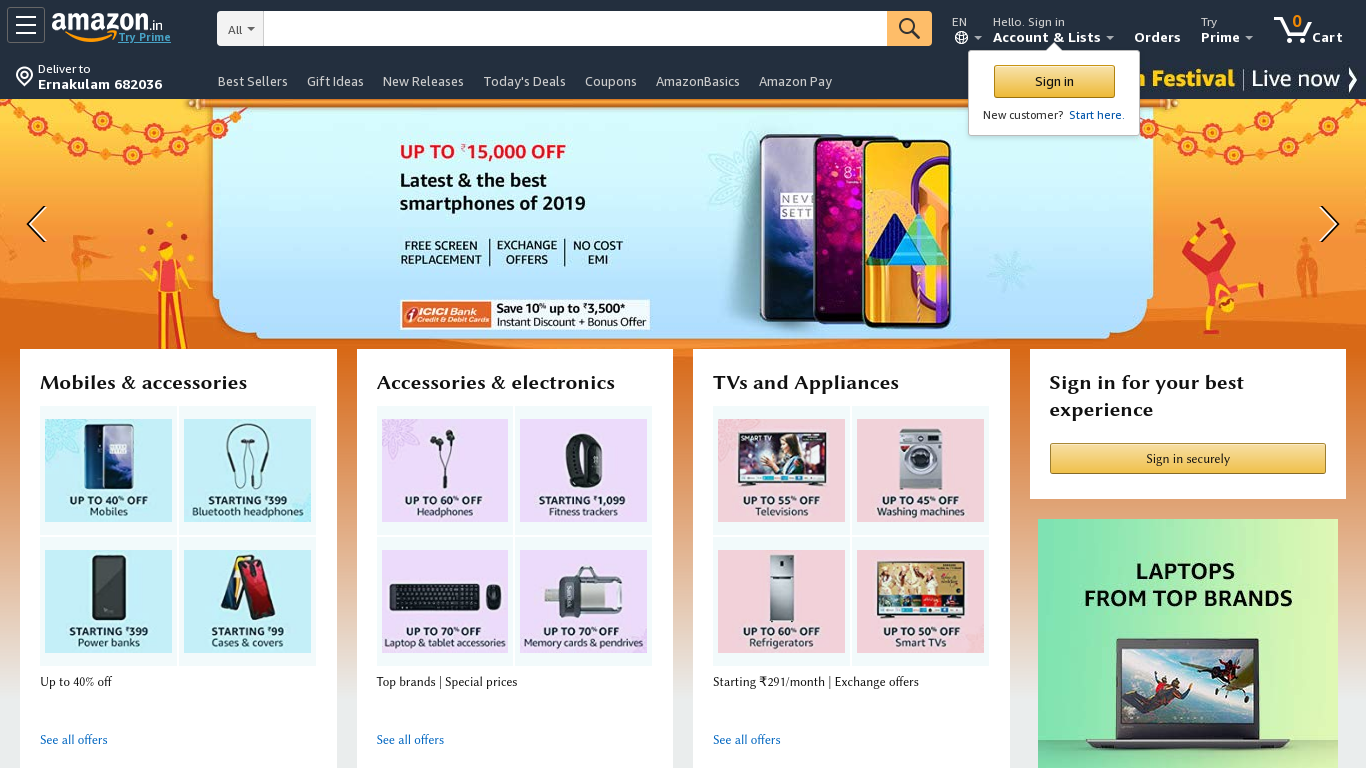 amazon.in
Try Prime
All
EN
Hello. Sign in
Account & Lists
Orders
Try
Prime
0
Cart
Deliver to
Ernakulam 682036
Best Sellers
Gift Ideas
New Releases
Today's Deals
Coupons
AmazonBasics
Amazon Pay
Festival
Live now
Sign in
New customer? Start here.
UP TO ₹15,000 OFF
Latest & the best
smartphones of 2019
FREE SCREEN
REPLACEMENT
EXCHANGE
OFFERS
NO COST
EMI
ICICI Bank
Credit & Debit Cards
Save 10% up to ₹3,500*
Instant Discount + Bonus Offer
Mobiles & accessories
UP TO 40% OFF
Mobiles
STARTING ₹399
Bluetooth headphones
STARTING ₹399
Power banks
STARTING ₹99
Cases & covers
Up to 40% off
See all offers
Accessories & electronics
UP TO 60% OFF
Headphones
STARTING ₹1,099
Fitness trackers
UP TO 70% OFF
Laptop & tablet accessories
UP TO 70% OFF
Memory cards & pendrives
Top brands | Special prices
See all offers
TVs and Appliances
SMART TV
UP TO 55% OFF
Televisions
UP TO 45% OFF
Washing machines
UP TO 60% OFF
Refrigerators
UP TO 50% OFF
Smart TVs
Starting ₹291/month | Exchange offers
See all offers
Sign in for your best
experience
Sign in securely
LAPTOPS
FROM TOP BRANDS